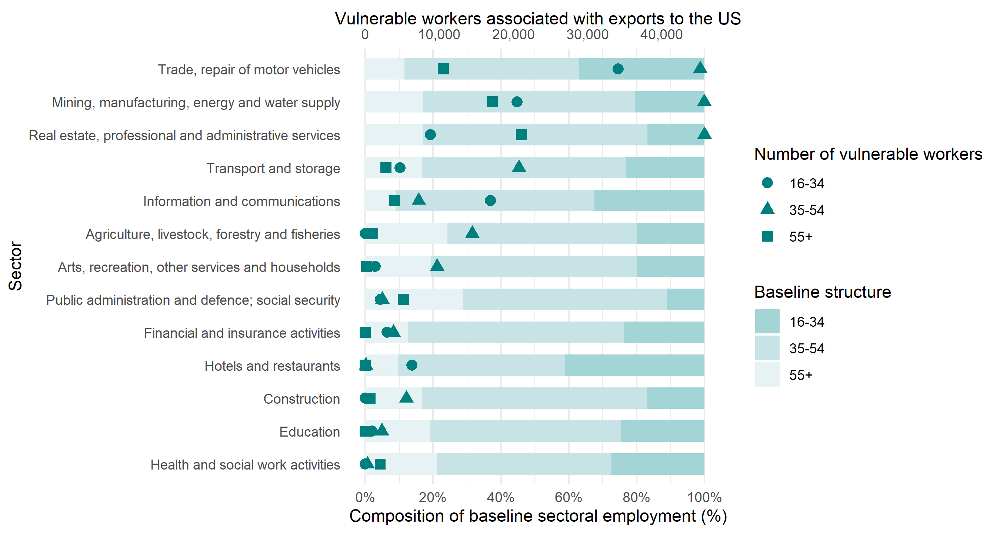 Vulnerable workers associated with exports to the US
0 10,000 20,000 30,000 40,000
Trade, repair of motor vehicles
Mining, manufacturing, energy and water supply
Real estate, professional and administrative services
Transport and storage
Information and communications
Agriculture, livestock, forestry and fisheries
Arts, recreation, other services and households
Public administration and defence; social security
Financial and insurance activities
Hotels and restaurants
Construction
Education
Health and social work activities
Sector
0% 20% 40% 60% 80% 100%
Composition of baseline sectoral employment (%)
Number of vulnerable workers
16-34
35-54
55+
Baseline structure
16-34
35-54
55+